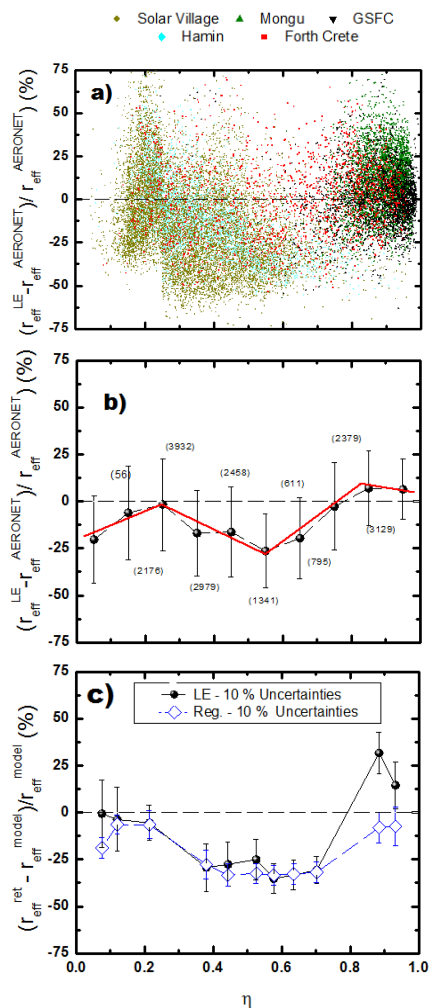 Solar Village Mongu GSFC
Hamin Forth Crete
(r_eff^LE-r_eff^AERONET)/ r_eff^AERONET (%)
75
50
25
0
-25
-50
-75
a)
(r_eff^LE-r_eff^AERONET)/ r_eff^AERONET (%)
75
50
25
0
-25
-50
-75
b)
(56)
(2176)
(3932)
(2979)
(2458)
(1341)
(611)
(795)
(2379)
(3129)
(r_eff^ret - r_eff^model)/r_eff^model (%)
75
50
25
0
-25
-50
-75
c)
LE - 10 % Uncertainties
Reg. - 10 % Uncertainties
0.0 0.2 0.4 0.6 0.8 1.0
η